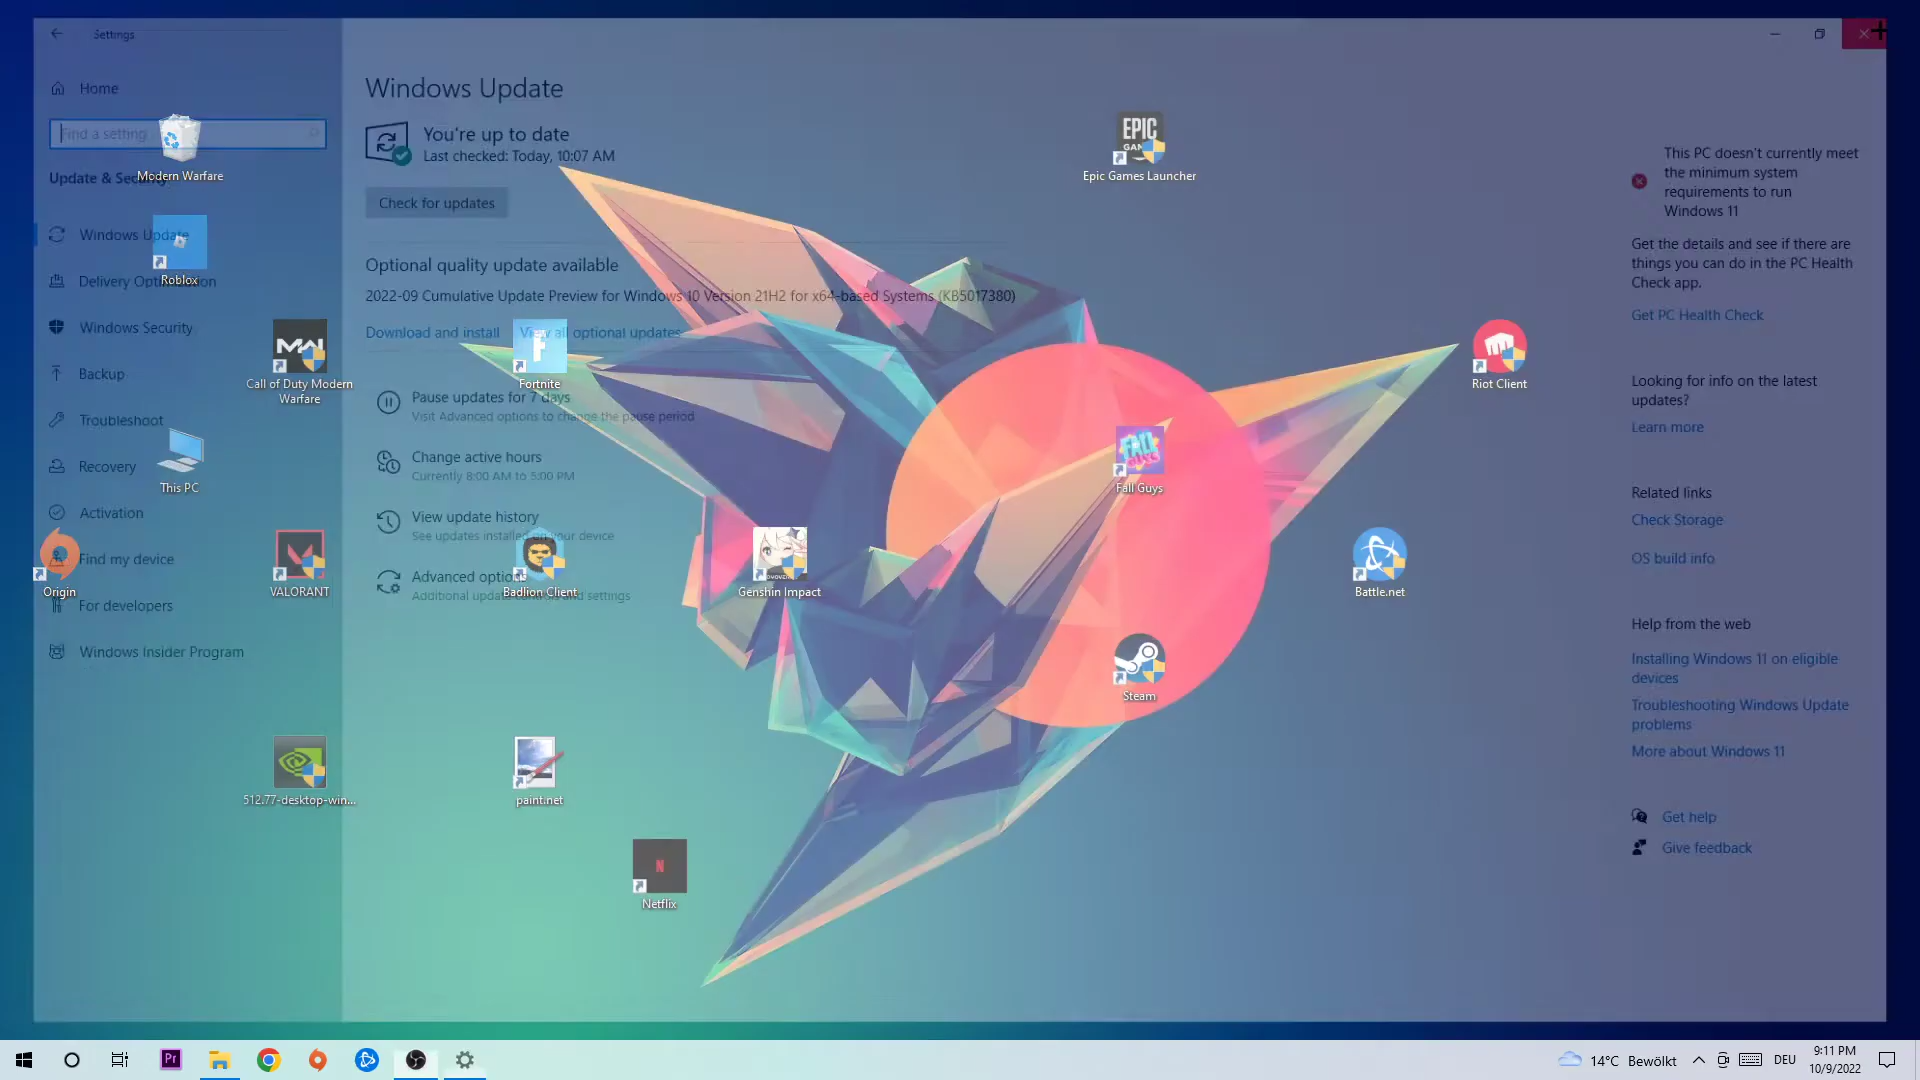 Settings
Home
Find a setting
Update & Security
Windows Update
Delivery Optimization
Windows Security
Backup
Troubleshoot
Recovery
Activation
Find my device
For developers
Windows Insider Program
Windows Update
You're up to date
Last checked: Today, 10:07 AM
Check for updates
Optional quality update available
2022-09 Cumulative Update Preview for Windows 10 Version 21H2 for x64-based Systems (KB5017380)
Download and install
View all optional updates
Pause updates for 7 days
Visit Advanced options to change the pause period
Change active hours
Currently 8:00 AM to 5:00 PM
View update history
See updates installed on your device
Advanced options
Additional update controls and settings
This PC doesn't currently meet
the minimum system
requirements to run
Windows 11
Get the details and see if there are
things you can do in the PC Health
Check app.
Get PC Health Check
Looking for info on the latest
updates?
Learn more
Related links
Check Storage
OS build info
Help from the web
Installing Windows 11 on eligible
devices
Troubleshooting Windows Update
problems
More about Windows 11
Get help
Give feedback
Modern Warfare
Roblox
MW
Call of Duty Modern
Warfare
This PC
Origin
VALORANT
512.77-desktop-win...
F
Fortnite
Badlion Client
paint.net
N
Netflix
Genshin Impact
EPIC
GAMES
Epic Games Launcher
FALL
GUYS
Fall Guys
Steam
Battle.net
Riot Client
Pr
14°C Bewölkt
DEU
9:11 PM
10/9/2022